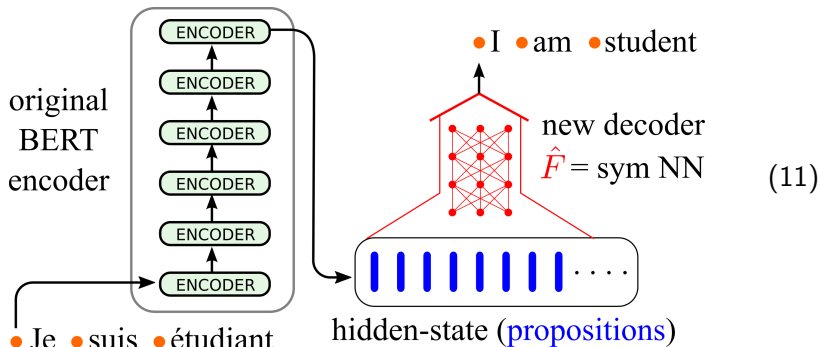 ENCODER
ENCODER
ENCODER
ENCODER
ENCODER
ENCODER
original
BERT
encoder
• Je • suis • étudiant
• I • am • student
new decoder
F̂ = sym NN
(11)
hidden-state (propositions)